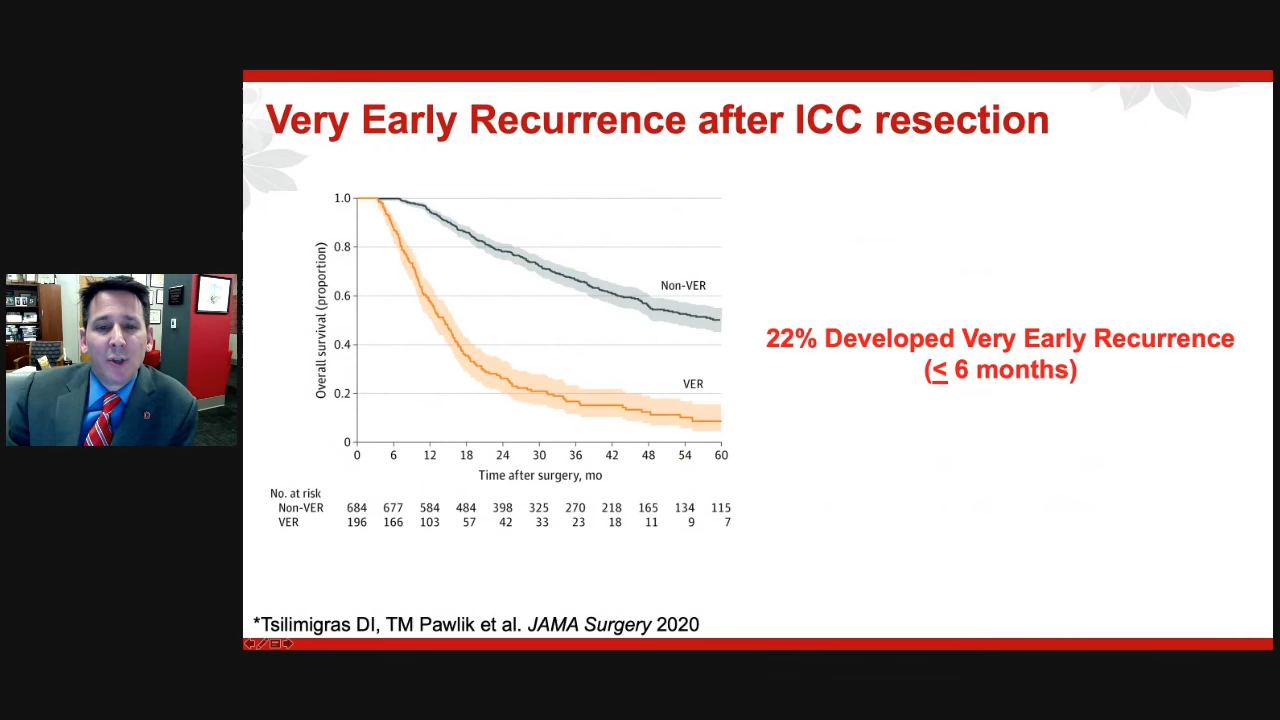 Very Early Recurrence after ICC resection
Overall survival (proportion)
1.0
0.8
0.6
0.4
0.2
0
Non-VER
VER
0 6 12 18 24 30 36 42 48 54 60
Time after surgery, mo
No. at risk
Non-VER 684 677 584 484 398 325 270 218 165 134 115
VER 196 166 103 57 42 33 23 18 11 9 7
22% Developed Very Early Recurrence
(≤ 6 months)
*Tsilimigras DI, TM Pawlik et al. JAMA Surgery 2020